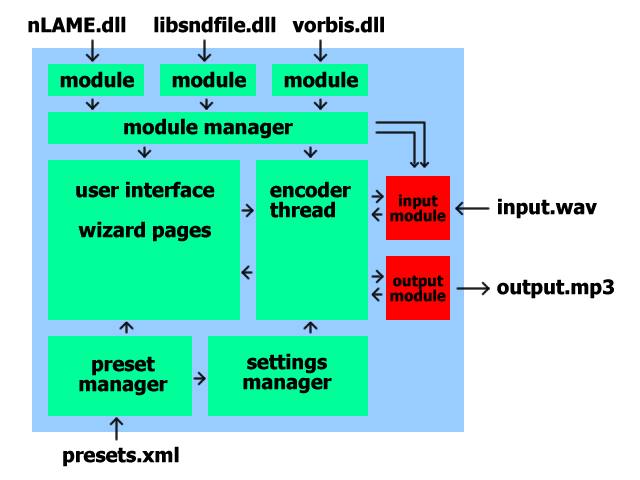 nLAME.dll libsndfile.dll vorbis.dll
module module module
module manager
user interface
wizard pages
encoder
thread
input
module
input.wav
output
module
output.mp3
preset
manager
settings
manager
presets.xml